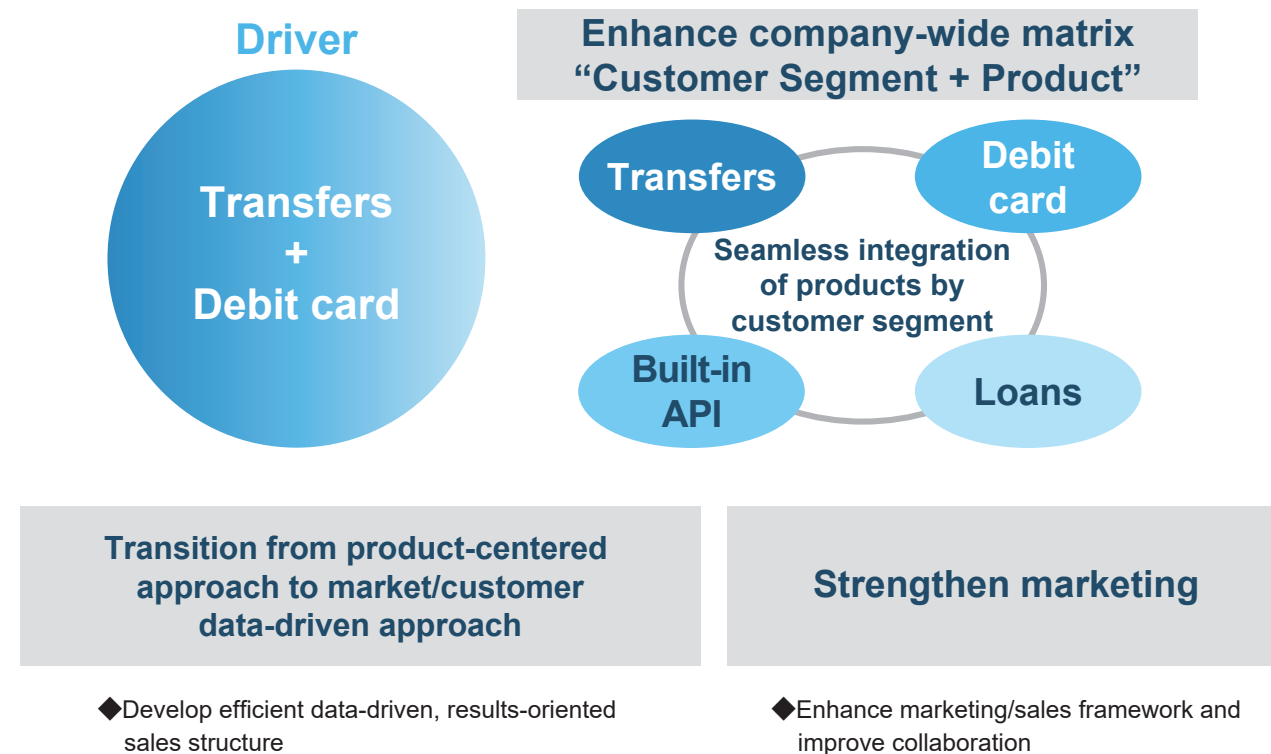 Driver
Transfers
+
Debit card
Enhance company-wide matrix
“Customer Segment + Product”
Transfers
Debit
card
Seamless integration
of products by
customer segment
Built-in
API
Loans
Transition from product-centered
approach to market/customer
data-driven approach
Strengthen marketing
◆Develop efficient data-driven, results-oriented
sales structure
◆Enhance marketing/sales framework and
improve collaboration